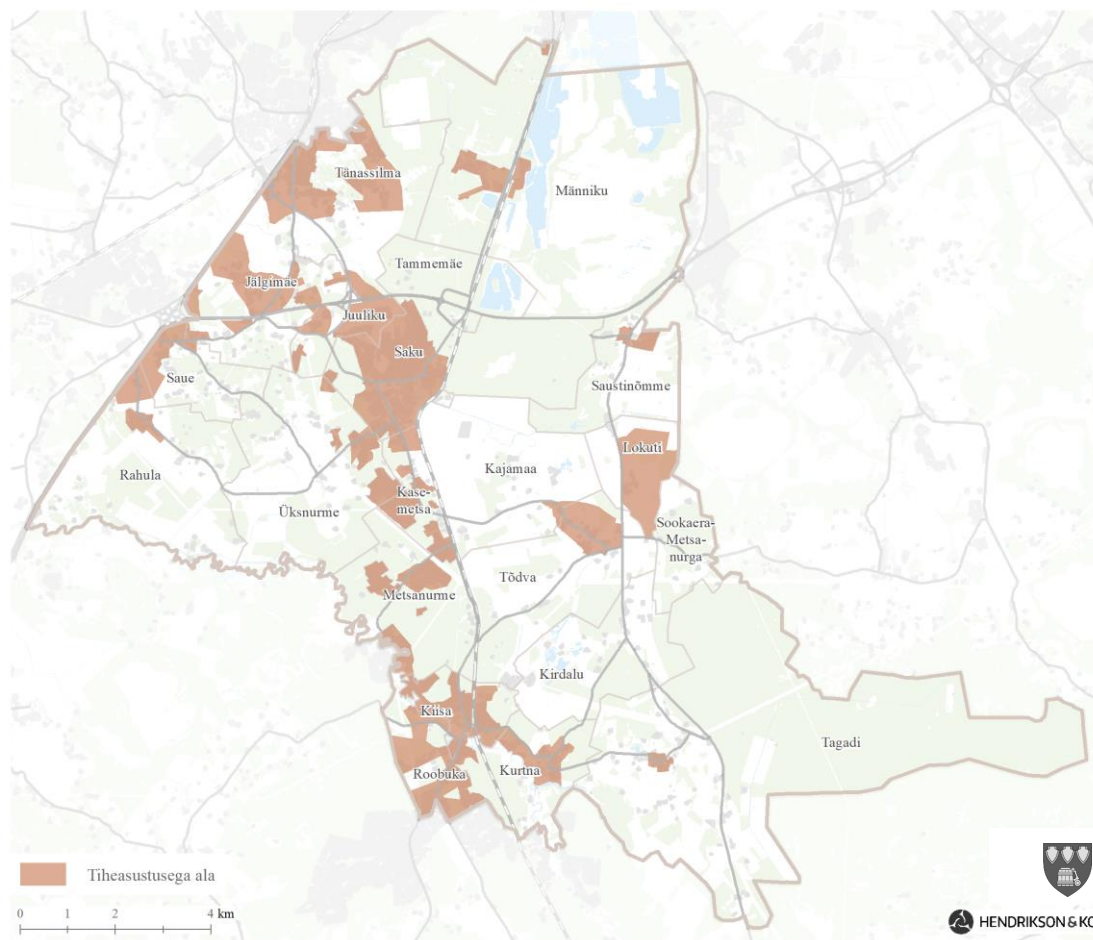 Tänassilma
Männiku
Tammemäe
Jälgimäe
Juuliku
Saku
Saue
Saustinõmme
Lokuti
Rahula
Kajamaa
Üksnurme
Kase-
metsa
Sookaera-
Metsa-
nurga
Tõdva
Metsanurme
Kirdalu
Kiisa
Tagadi
Roobuka
Kurtna
Tiheasustusega ala
0 1 2 4 km
HENDRIKSON & KO